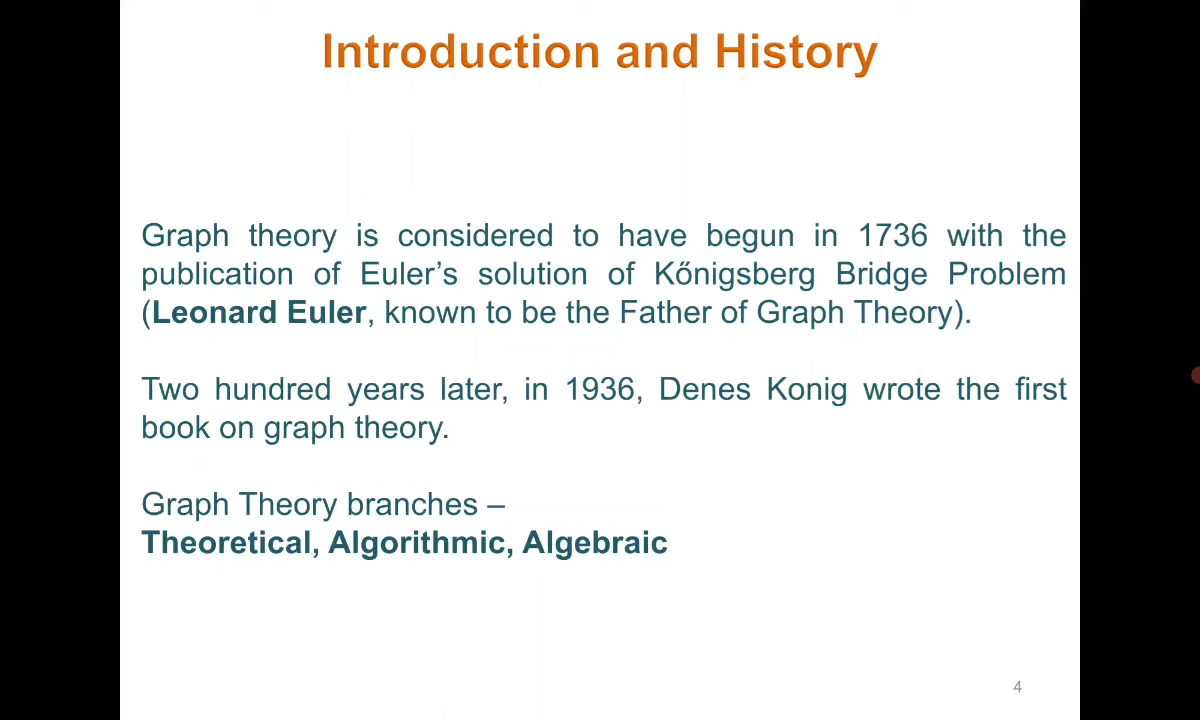 Introduction and History
Graph theory is considered to have begun in 1736 with the
publication of Euler’s solution of Kőnigsberg Bridge Problem
(Leonard Euler, known to be the Father of Graph Theory).
Two hundred years later, in 1936, Denes Konig wrote the first
book on graph theory.
Graph Theory branches –
Theoretical, Algorithmic, Algebraic
4